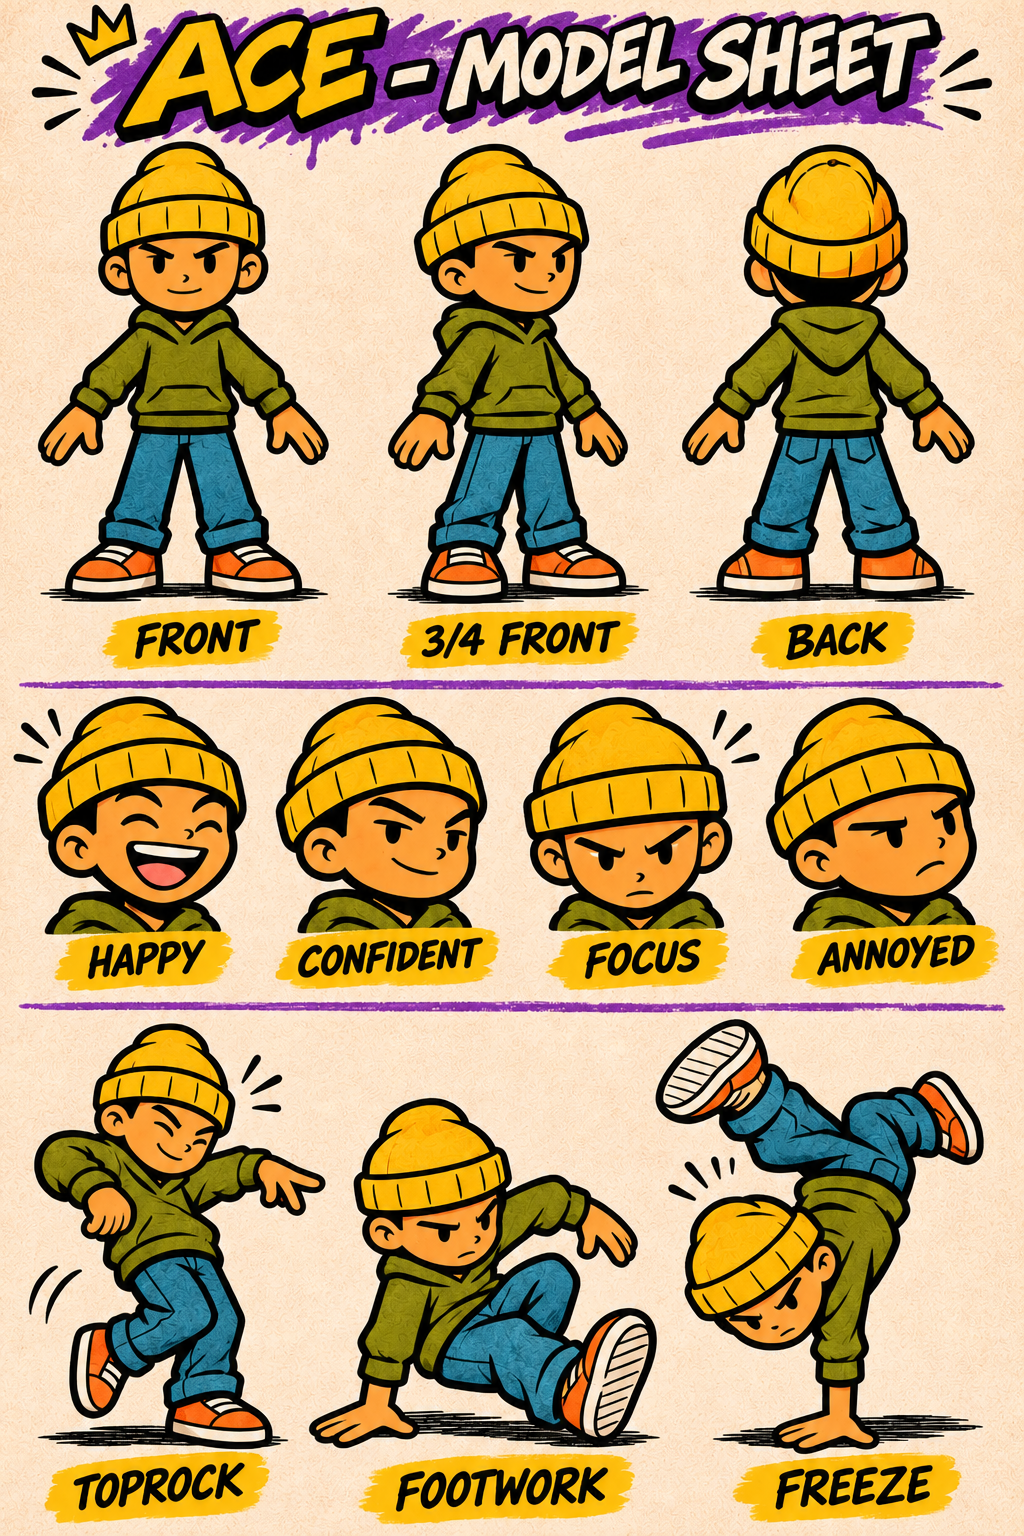 ACE - MODEL SHEET
FRONT
3/4 FRONT
BACK
HAPPY
CONFIDENT
FOCUS
ANNOYED
TOPROCK
FOOTWORK
FREEZE